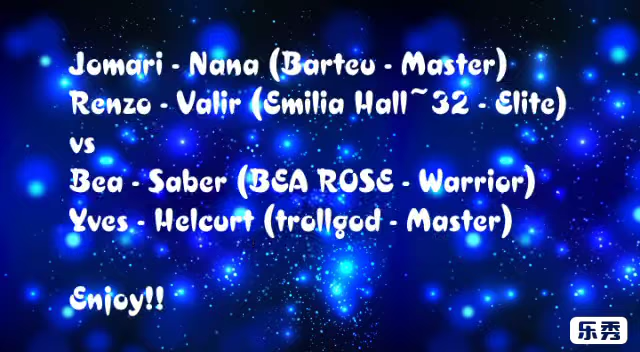 Jomari - Nana (Barteu - Master)
Renzo - Valir (Emilia Hall~32 - Elite)
vs
Bea - Saber (BEA ROSE - Warrior)
Yves - Helcurt (trollgod - Master)
Enjoy!!
乐秀